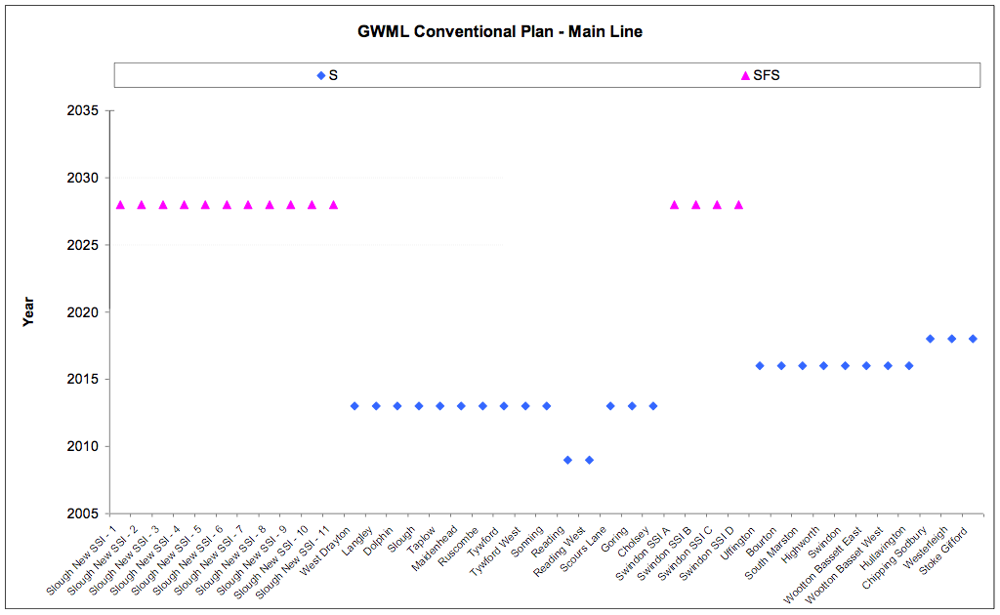 GWML Conventional Plan - Main Line
S
SFS
2035
2030
2025
2020
2015
2010
2005
Year
Slough New SSI - 1
Slough New SSI - 2
Slough New SSI - 3
Slough New SSI - 4
Slough New SSI - 5
Slough New SSI - 6
Slough New SSI - 7
Slough New SSI - 8
Slough New SSI - 9
Slough New SSI - 10
Slough New SSI - 11
West Drayton
Langley
Dolphin
Slough
Taplow
Maidenhead
Ruscombe
Tywford
Tywford West
Sonning
Reading
Reading West
Scours Lane
Goring
Cholsey
Swindon SSI A
Swindon SSI B
Swindon SSI C
Swindon SSI D
Uffington
Bourton
South Marston
Highworth
Swindon
Wootton Bassett East
Wootton Basset West
Hullavington
Chipping Sodbury
Westerleigh
Stoke Gifford